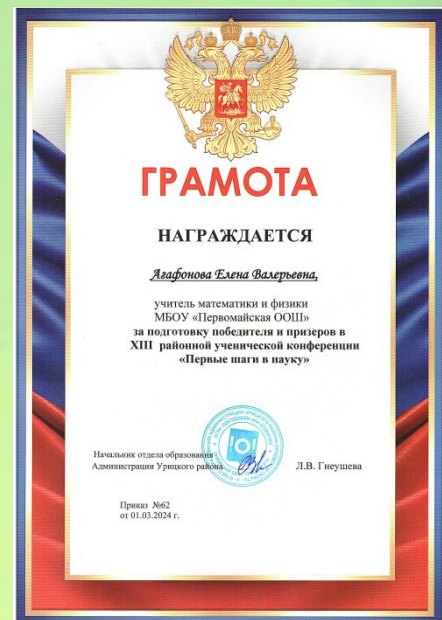 ГРАМОТА
НАГРАЖДАЕТСЯ
Агафонова Елена Валерьевна,
учитель математики и физики
МБОУ «Первомайская ООШ»
за подготовку победителя и призеров в
XIII районной ученической конференции
«Первые шаги в науку»
Начальник отдела образования
Администрации Урицкого района
Л.В. Гнеушева
Приказ №62
от 01.03.2024 г.